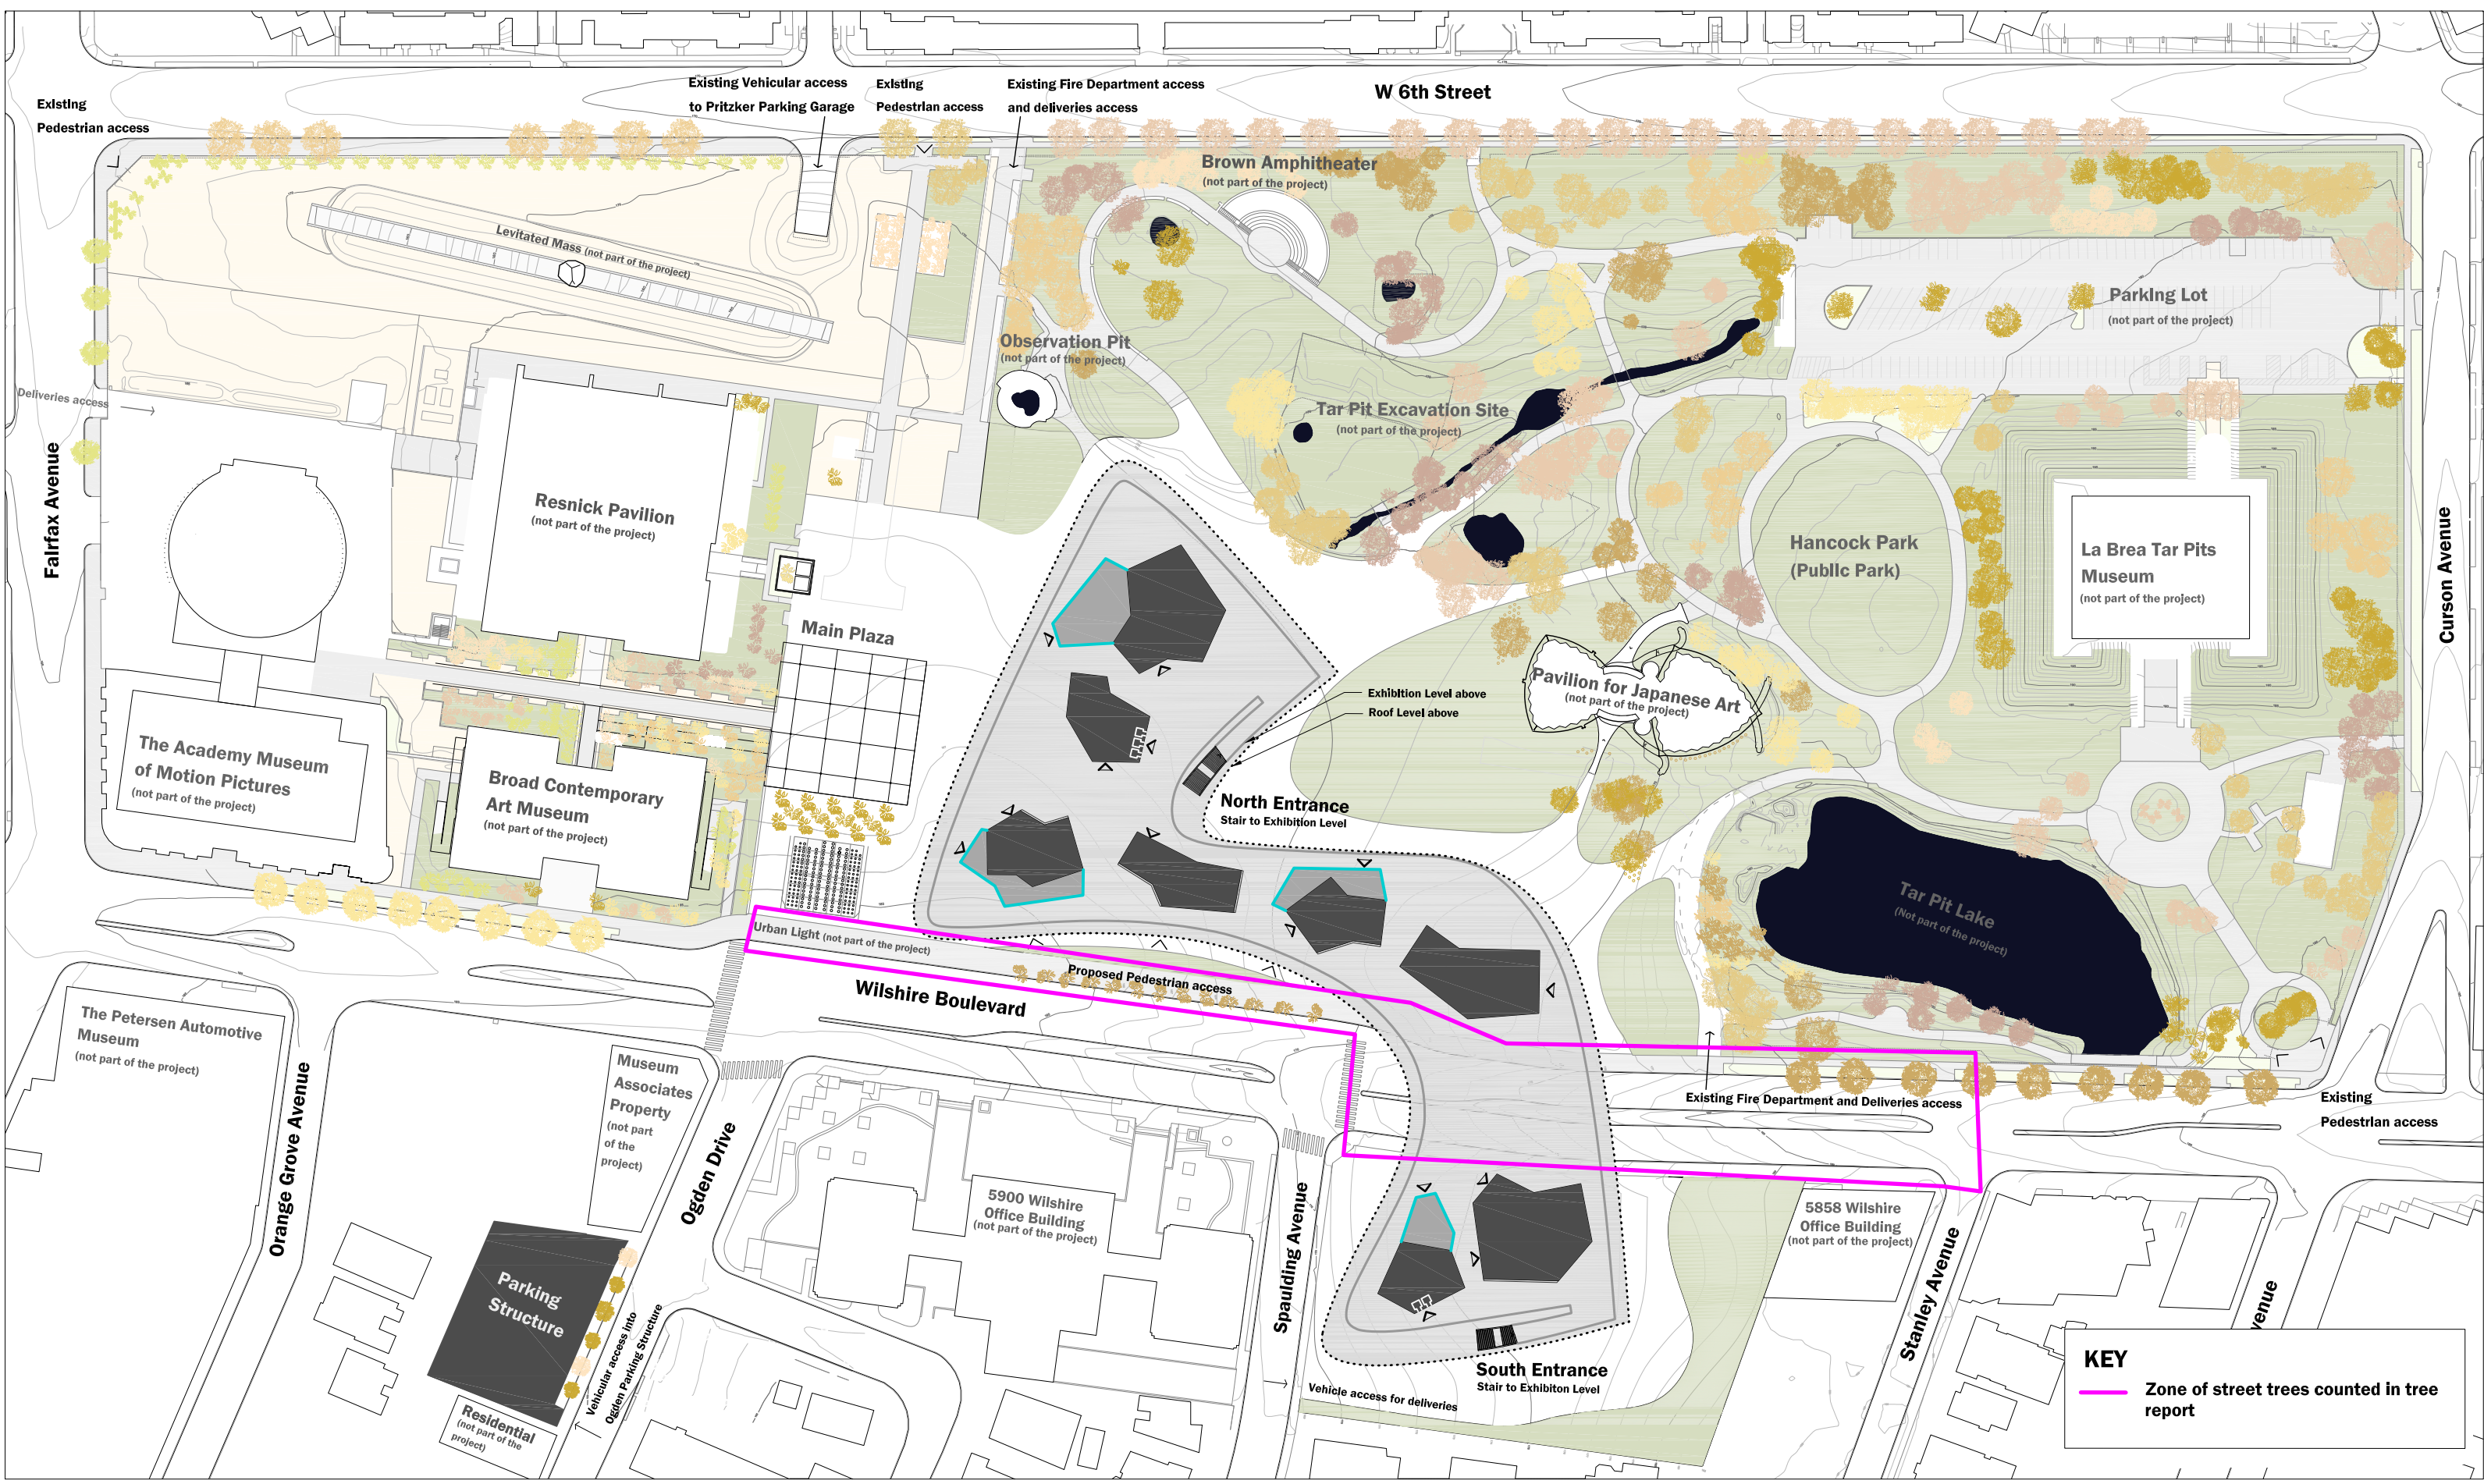 W 6th Street
Existing
Pedestrian access
Existing Vehicular access
to Pritzker Parking Garage
Existing
Pedestrian access
Existing Fire Department access
and deliveries access
Brown Amphitheater
(not part of the project)
Levitated Mass (not part of the project)
Observation Pit
(not part of the project)
Parking Lot
(not part of the project)
Deliveries access
Tar Pit Excavation Site
(not part of the project)
Fairfax Avenue
Resnick Pavilion
(not part of the project)
Hancock Park
(Public Park)
La Brea Tar Pits
Museum
(not part of the project)
Curson Avenue
Main Plaza
Pavilion for Japanese Art
(not part of the project)
Exhibition Level above
Roof Level above
The Academy Museum
of Motion Pictures
(not part of the project)
Broad Contemporary
Art Museum
(not part of the project)
North Entrance
Stair to Exhibition Level
Tar Pit Lake
(Not part of the project)
Urban Light (not part of the project)
Proposed Pedestrian access
Wilshire Boulevard
The Petersen Automotive
Museum
(not part of the project)
Museum
Associates
Property
(not part
of the
project)
Orange Grove Avenue
Ogden Drive
Existing Fire Department and Deliveries access
Existing
Pedestrian access
5900 Wilshire
Office Building
(not part of the project)
Spaulding Avenue
5858 Wilshire
Office Building
(not part of the project)
Stanley Avenue
venue
Parking
Structure
Vehicular access into
Ogden Parking Structure
Residential
(not part of the
project)
South Entrance
Stair to Exhibiton Level
Vehicle access for deliveries
KEY
Zone of street trees counted in tree
report